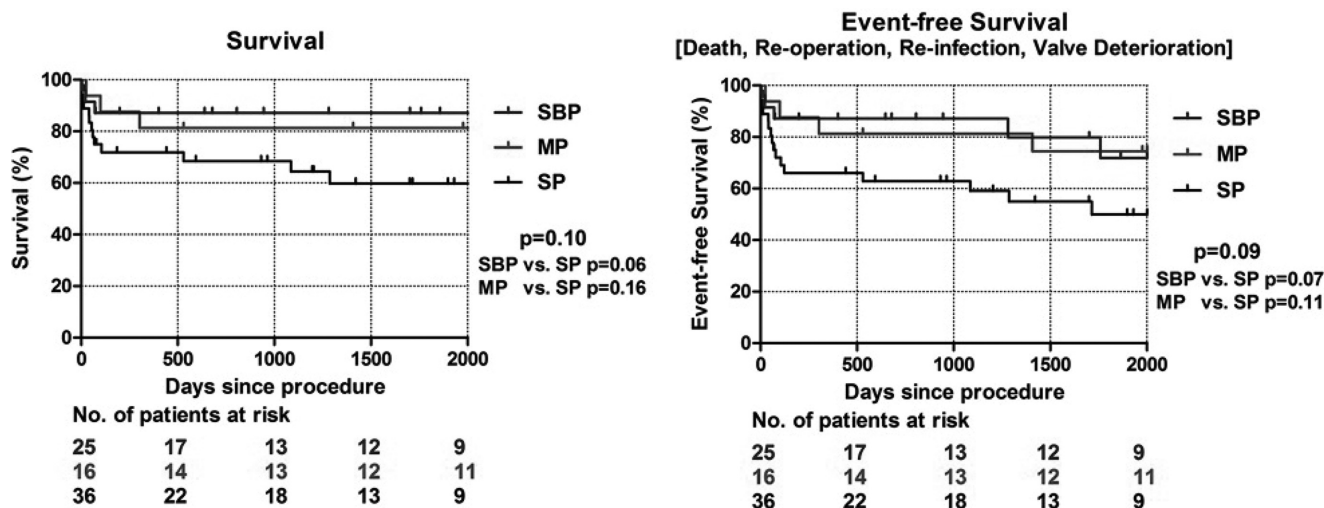 Survival
Survival (%)
100
80
60
40
20
0
0 500 1000 1500 2000
Days since procedure
SBP
MP
SP
p=0.10
SBP vs. SP p=0.06
MP vs. SP p=0.16
No. of patients at risk
25 17 13 12 9
16 14 13 12 11
36 22 18 13 9
Event-free Survival
[Death, Re-operation, Re-infection, Valve Deterioration]
Event-free Survival (%)
100
80
60
40
20
0
0 500 1000 1500 2000
Days since procedure
SBP
MP
SP
p=0.09
SBP vs. SP p=0.07
MP vs. SP p=0.11
No. of patients at risk
25 17 13 12 9
16 14 13 12 11
36 22 18 13 9